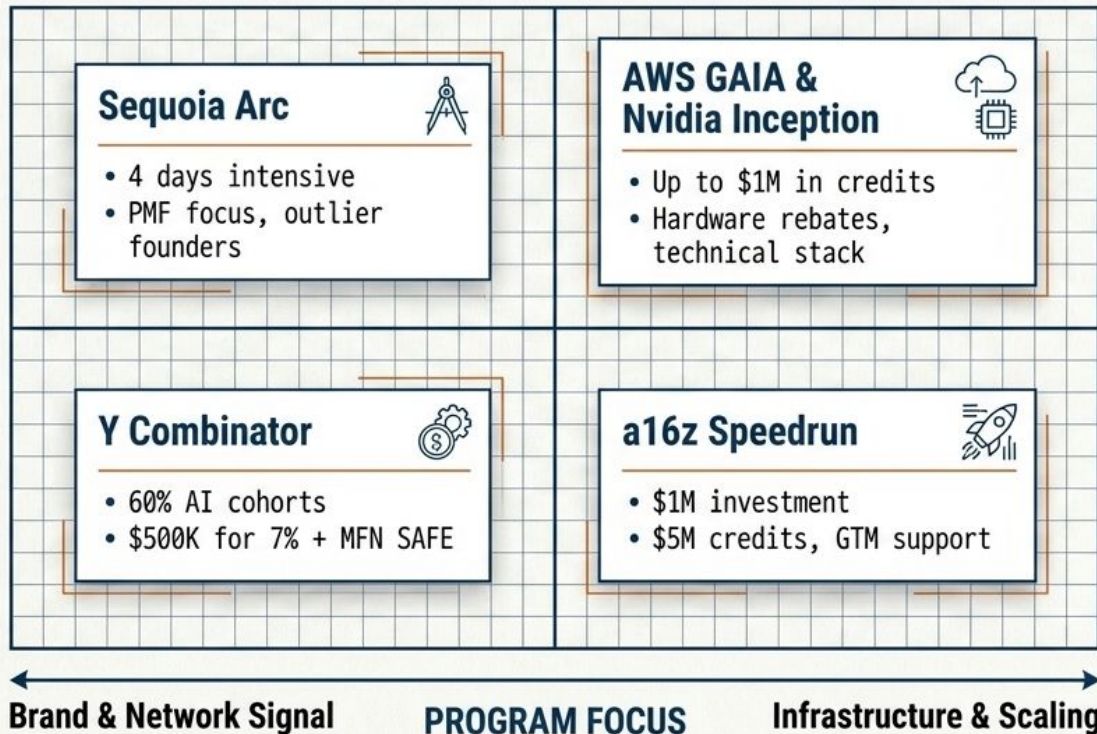 Sequoia Arc
• 4 days intensive
• PMF focus, outlier
founders
AWS GAIA &
Nvidia Inception
• Up to $1M in credits
• Hardware rebates,
technical stack
Y Combinator
$
• 60% AI cohorts
• $500K for 7% + MFN SAFE
a16z Speedrun
• $1M investment
• $5M credits, GTM support
Brand & Network Signal
PROGRAM FOCUS
Infrastructure & Scaling